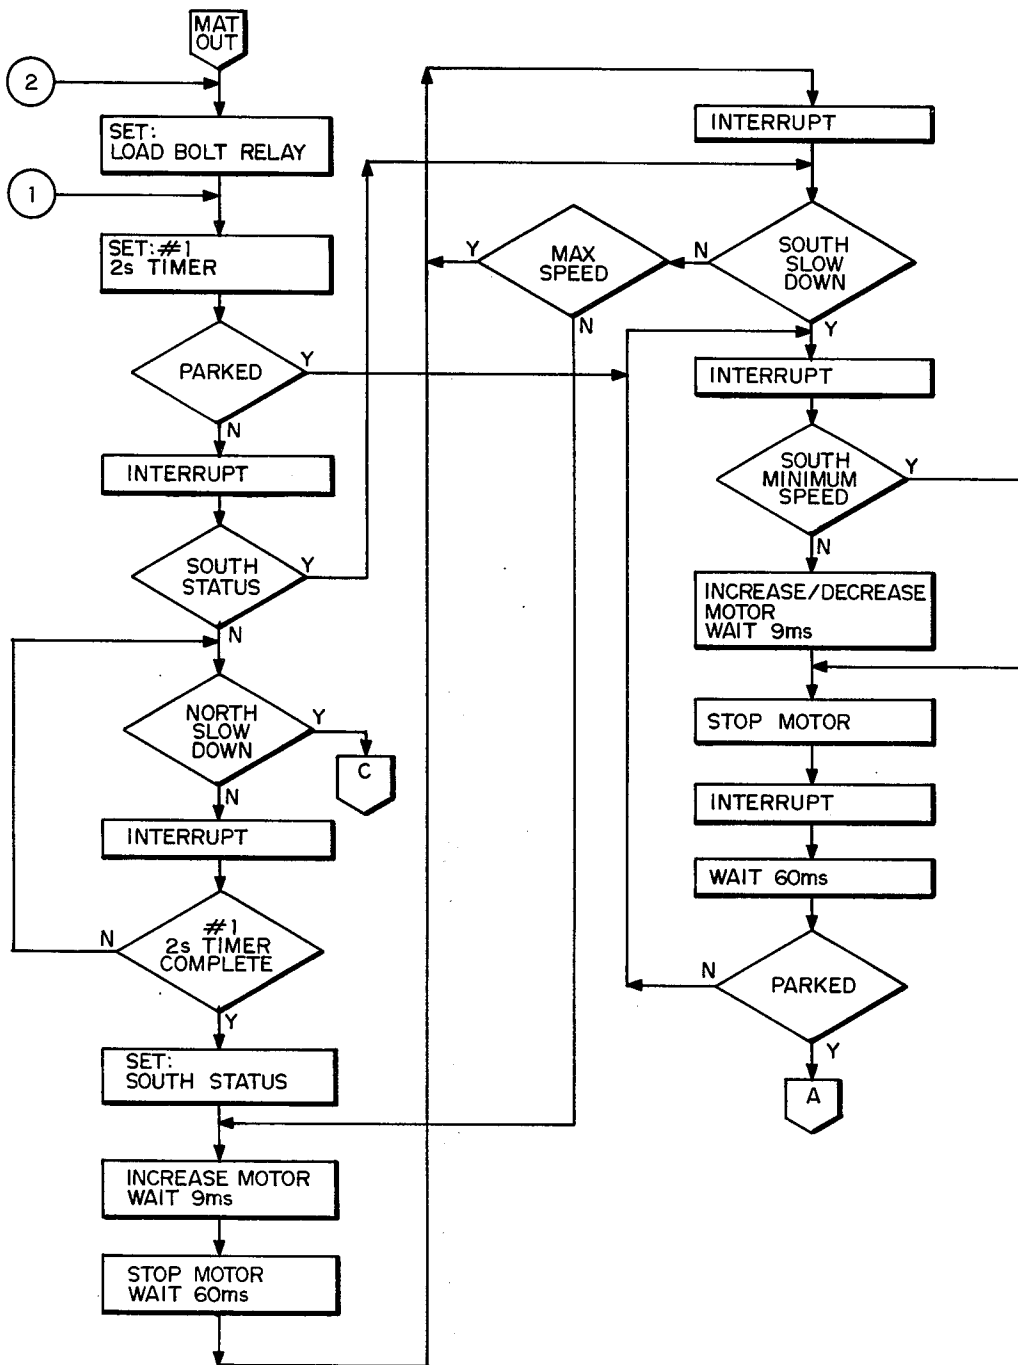 MAT
OUT
2
SET:
LOAD BOLT RELAY
1
SET:#1
2s TIMER
PARKED
Y
N
INTERRUPT
SOUTH
STATUS
Y
N
NORTH
SLOW
DOWN
Y
C
N
INTERRUPT
#1
2s TIMER
COMPLETE
N
Y
SET:
SOUTH STATUS
INCREASE MOTOR
WAIT 9ms
STOP MOTOR
WAIT 60ms
INTERRUPT
SOUTH
SLOW
DOWN
N
Y
MAX
SPEED
Y
N
INTERRUPT
SOUTH
MINIMUM
SPEED
Y
N
INCREASE/DECREASE
MOTOR
WAIT 9ms
STOP MOTOR
INTERRUPT
WAIT 60ms
PARKED
N
Y
A